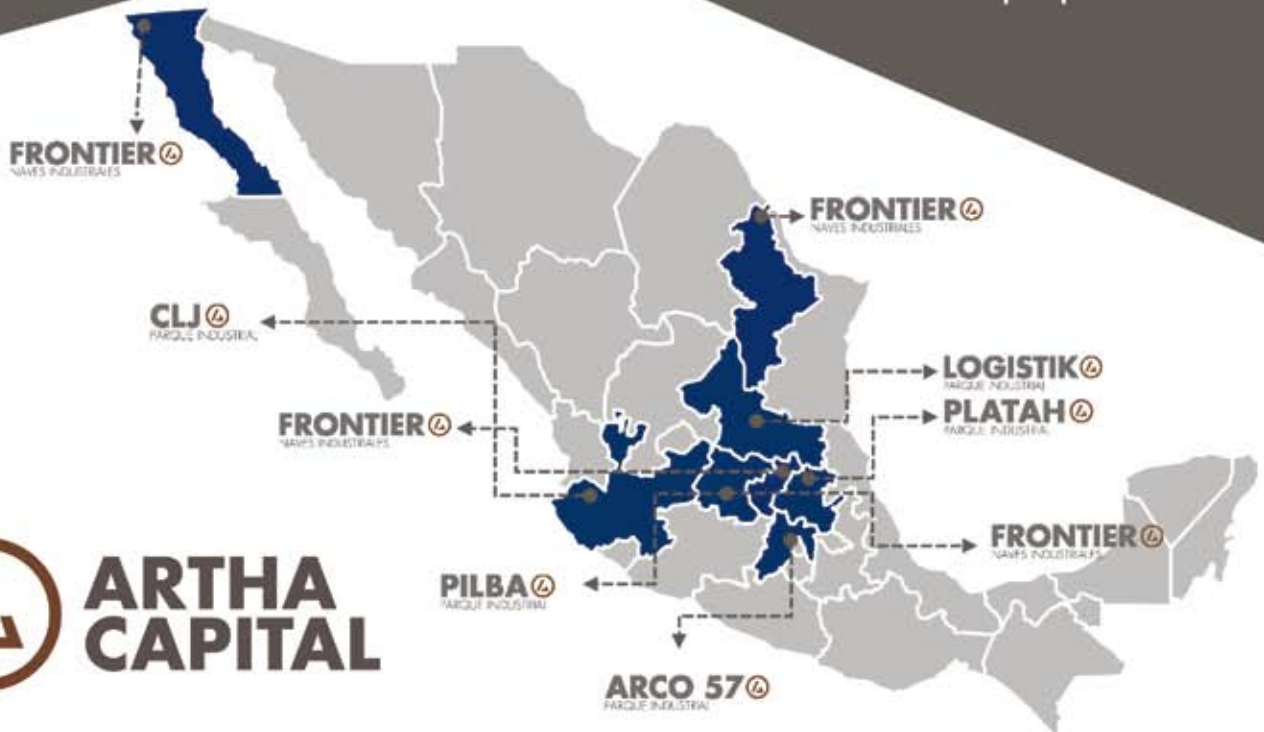 FRONTIER
NAVES INDUSTRIALES
FRONTIER
NAVES INDUSTRIALES
CLJ
PARQUE INDUSTRIAL
LOGISTIK
PARQUE INDUSTRIAL
PLATAH
PARQUE INDUSTRIAL
FRONTIER
NAVES INDUSTRIALES
FRONTIER
NAVES INDUSTRIALES
PILBA
PARQUE INDUSTRIAL
ARTHA
CAPITAL
ARCO 57
PARQUE INDUSTRIAL